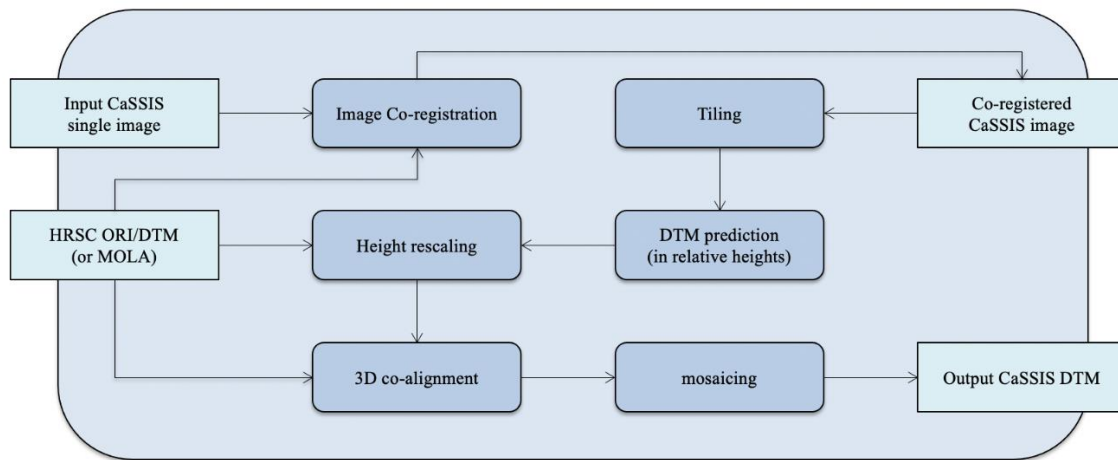 Input CaSSIS
single image
Image Co-registration
Tiling
Co-registered
CaSSIS image
HRSC ORI/DTM
(or MOLA)
Height rescaling
DTM prediction
(in relative heights)
3D co-alignment
mosaicing
Output CaSSIS DTM